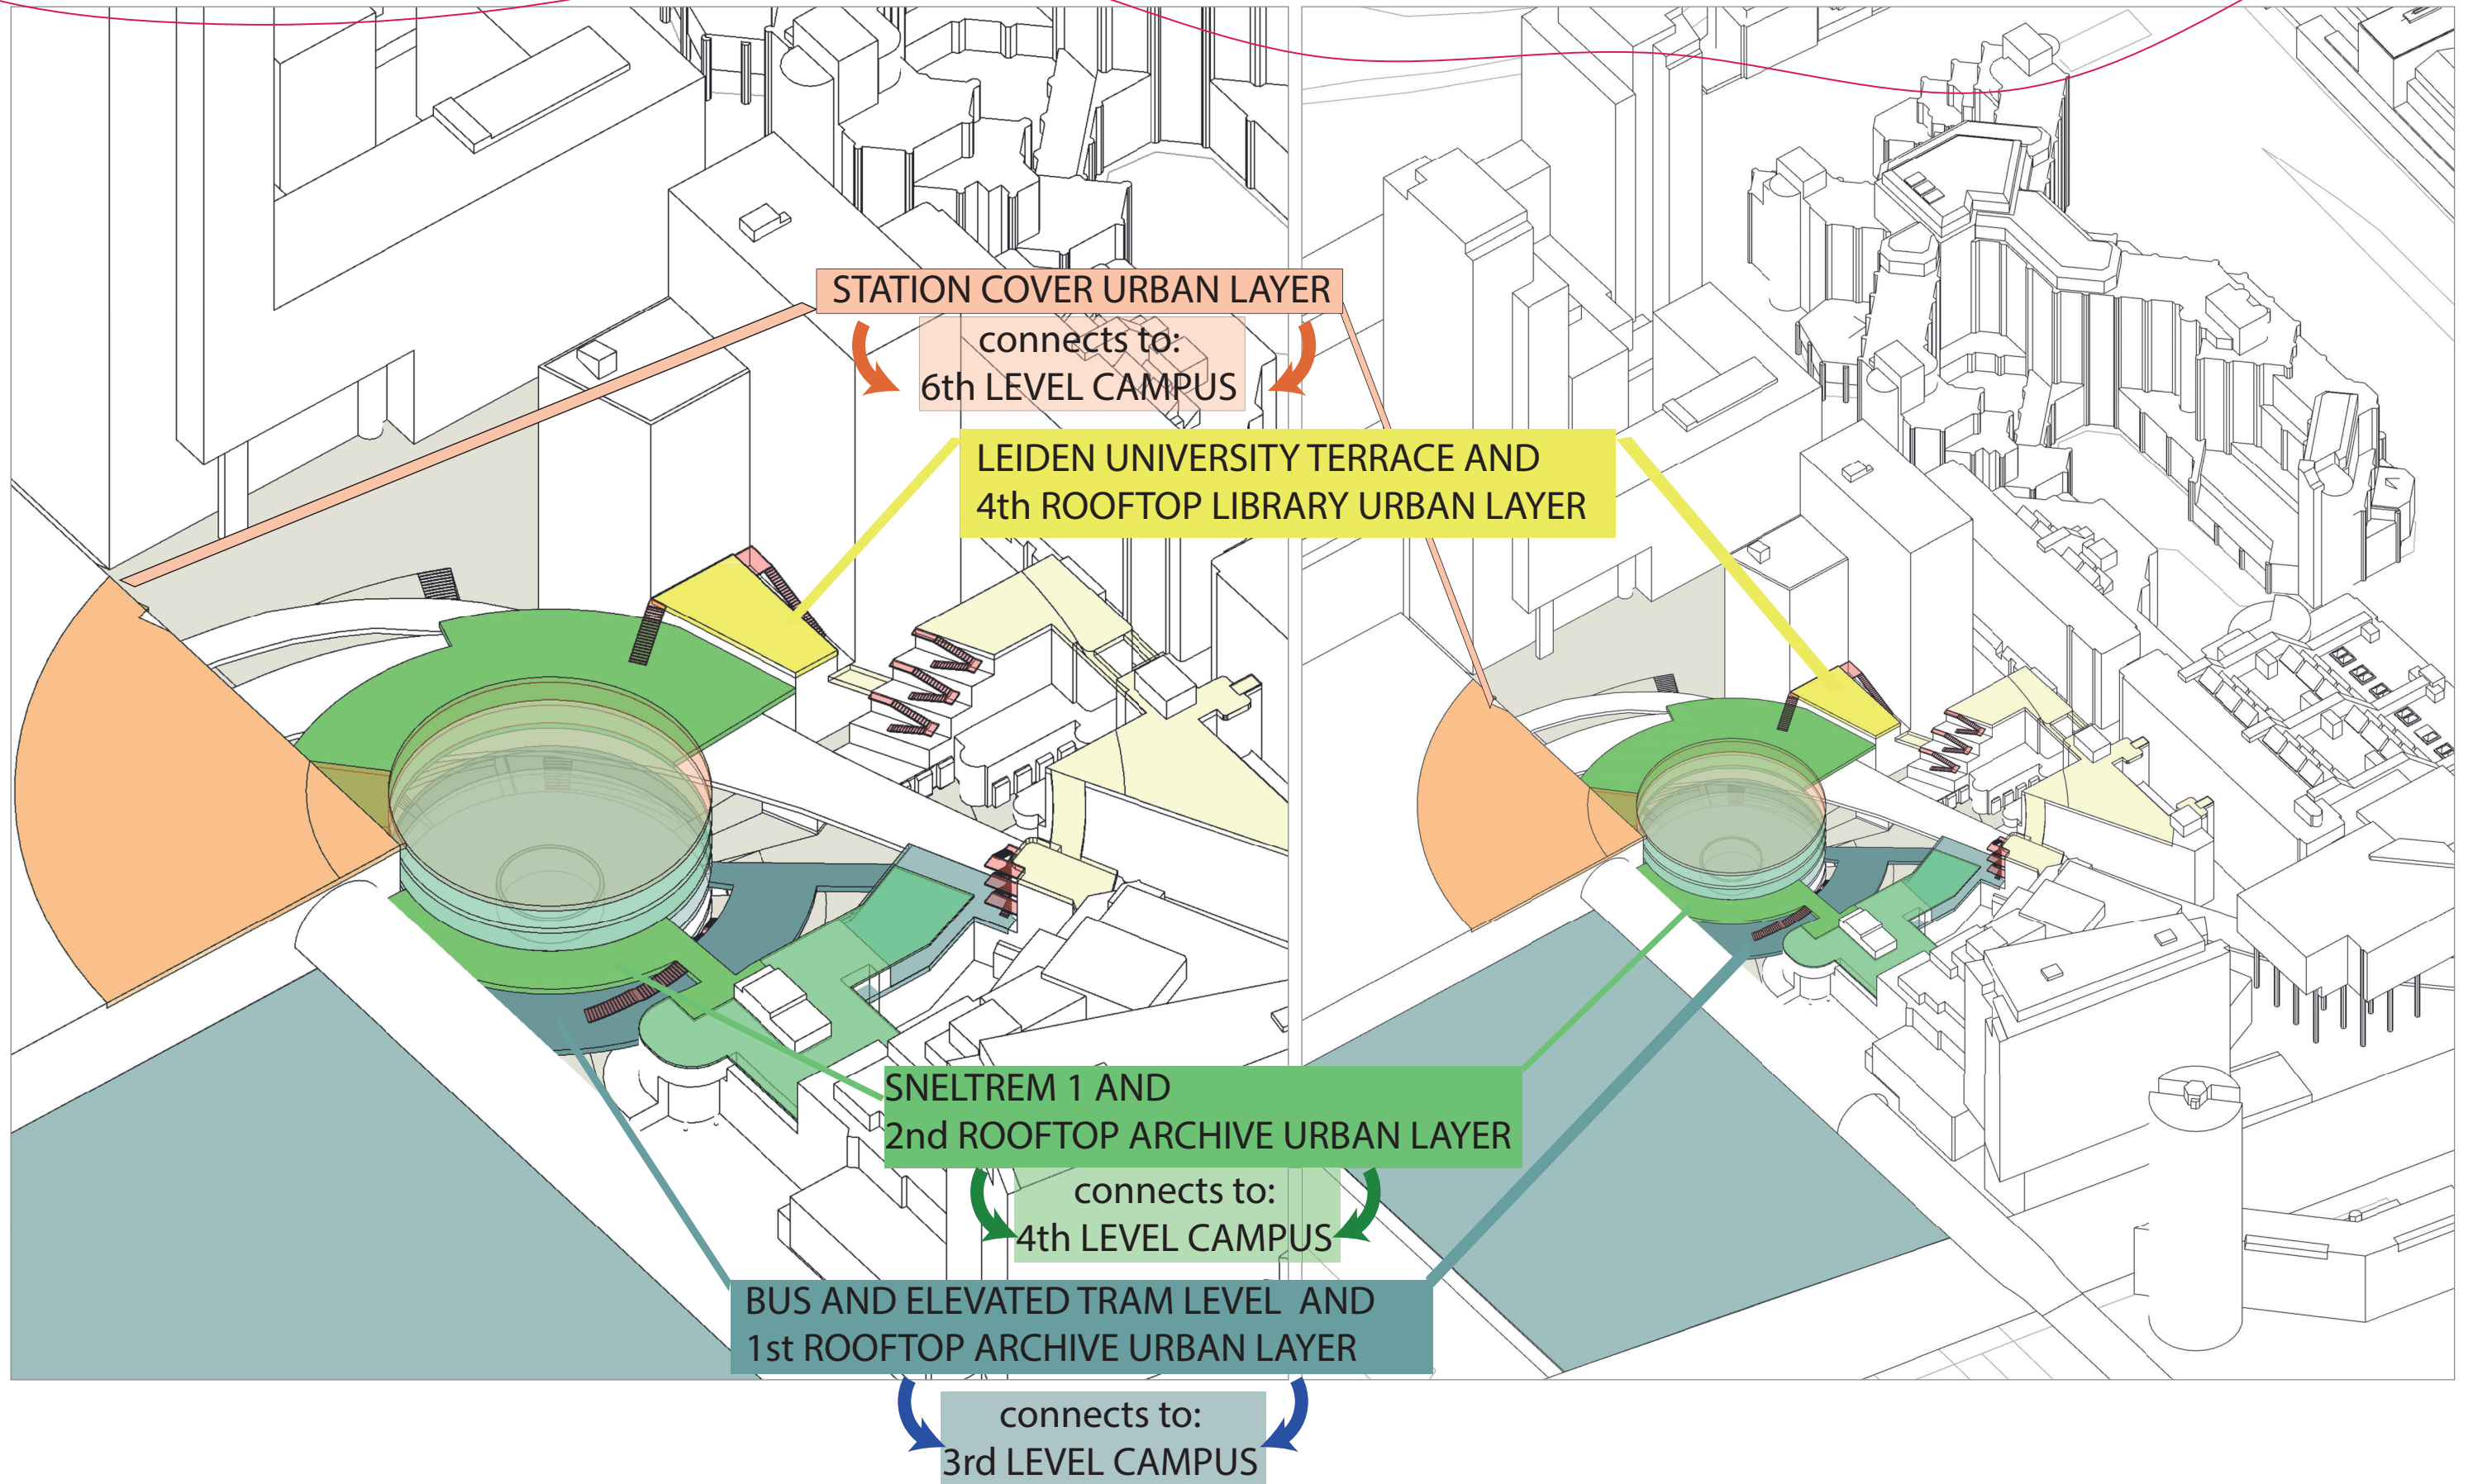 STATION COVER URBAN LAYER
connects to:
6th LEVEL CAMPUS
LEIDEN UNIVERSITY TERRACE AND
4th ROOFTOP LIBRARY URBAN LAYER
SNELTREM 1 AND
2nd ROOFTOP ARCHIVE URBAN LAYER
connects to:
4th LEVEL CAMPUS
BUS AND ELEVATED TRAM LEVEL AND
1st ROOFTOP ARCHIVE URBAN LAYER
connects to:
3rd LEVEL CAMPUS